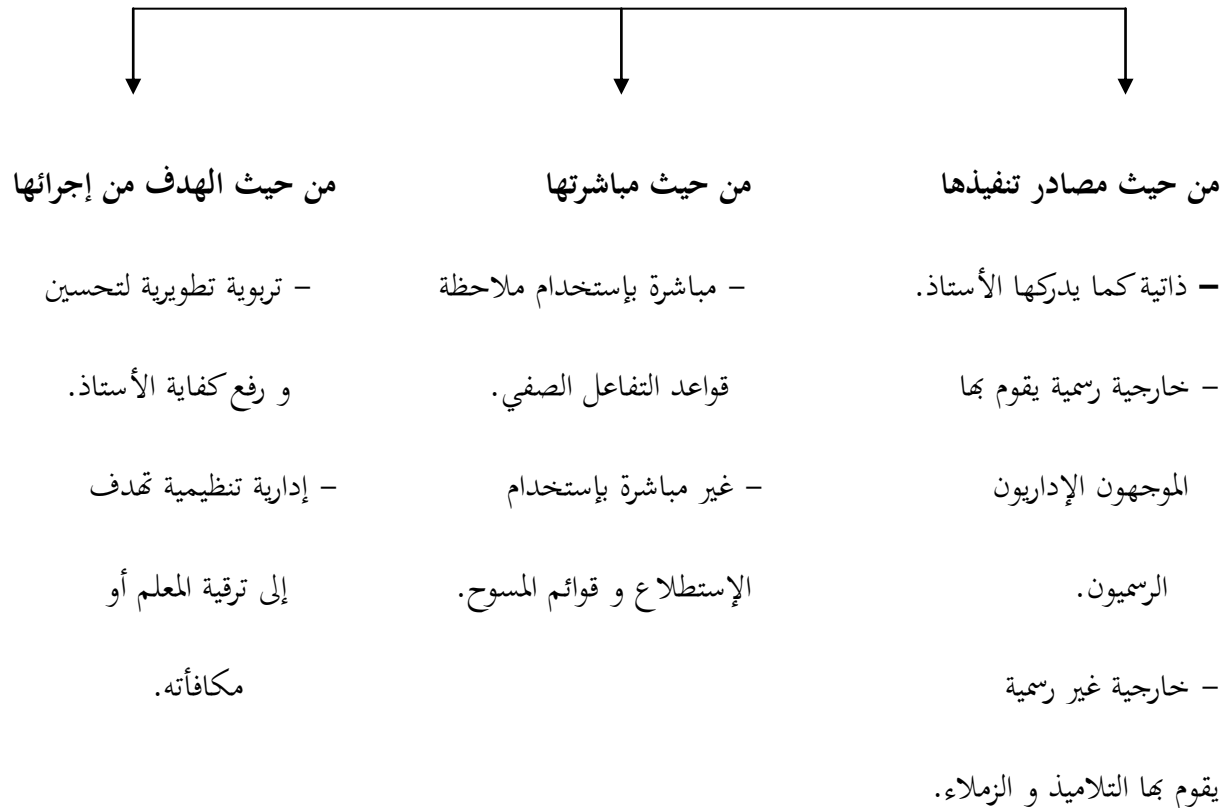 من حيث مصادر تنفيذها
– ذاتية كما يدركها الأستاذ.
– خارجية رسمية يقوم بها
الموجهون الإداريون
الرسميون.
– خارجية غير رسمية
يقوم بها التلاميذ و الزملاء.
من حيث مباشرتها
– مباشرة بإستخدام ملاحظة
قواعد التفاعل الصفي.
– غير مباشرة بإستخدام
الإستطلاع و قوائم المسوح.
من حيث الهدف من إجرائها
– تربوية تطويرية لتحسين
و رفع كفاية الأستاذ.
– إدارية تنظيمية تهدف
إلى ترقية المعلم أو
مكافأته.